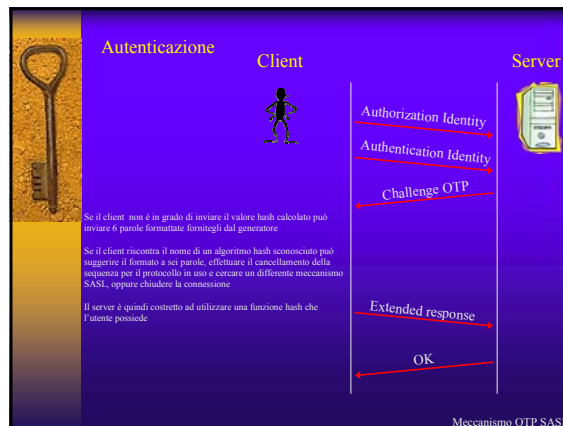 Autenticazione
Client
Server
Authorization Identity
Authentication Identity
Challenge OTP
Se il client non è in grado di inviare il valore hash calcolato può
inviare 6 parole formattate fornitegli dal generatore
Se il client riscontra il nome di un algoritmo hash sconosciuto può
suggerire il formato a sei parole, effettuare il cancellamento della
sequenza per il protocollo in uso e cercare un differente meccanismo
SASL, oppure chiudere la connessione
Il server è quindi costretto ad utilizzare una funzione hash che
l'utente possiede
Extended response
OK
Meccanismo OTP SASL